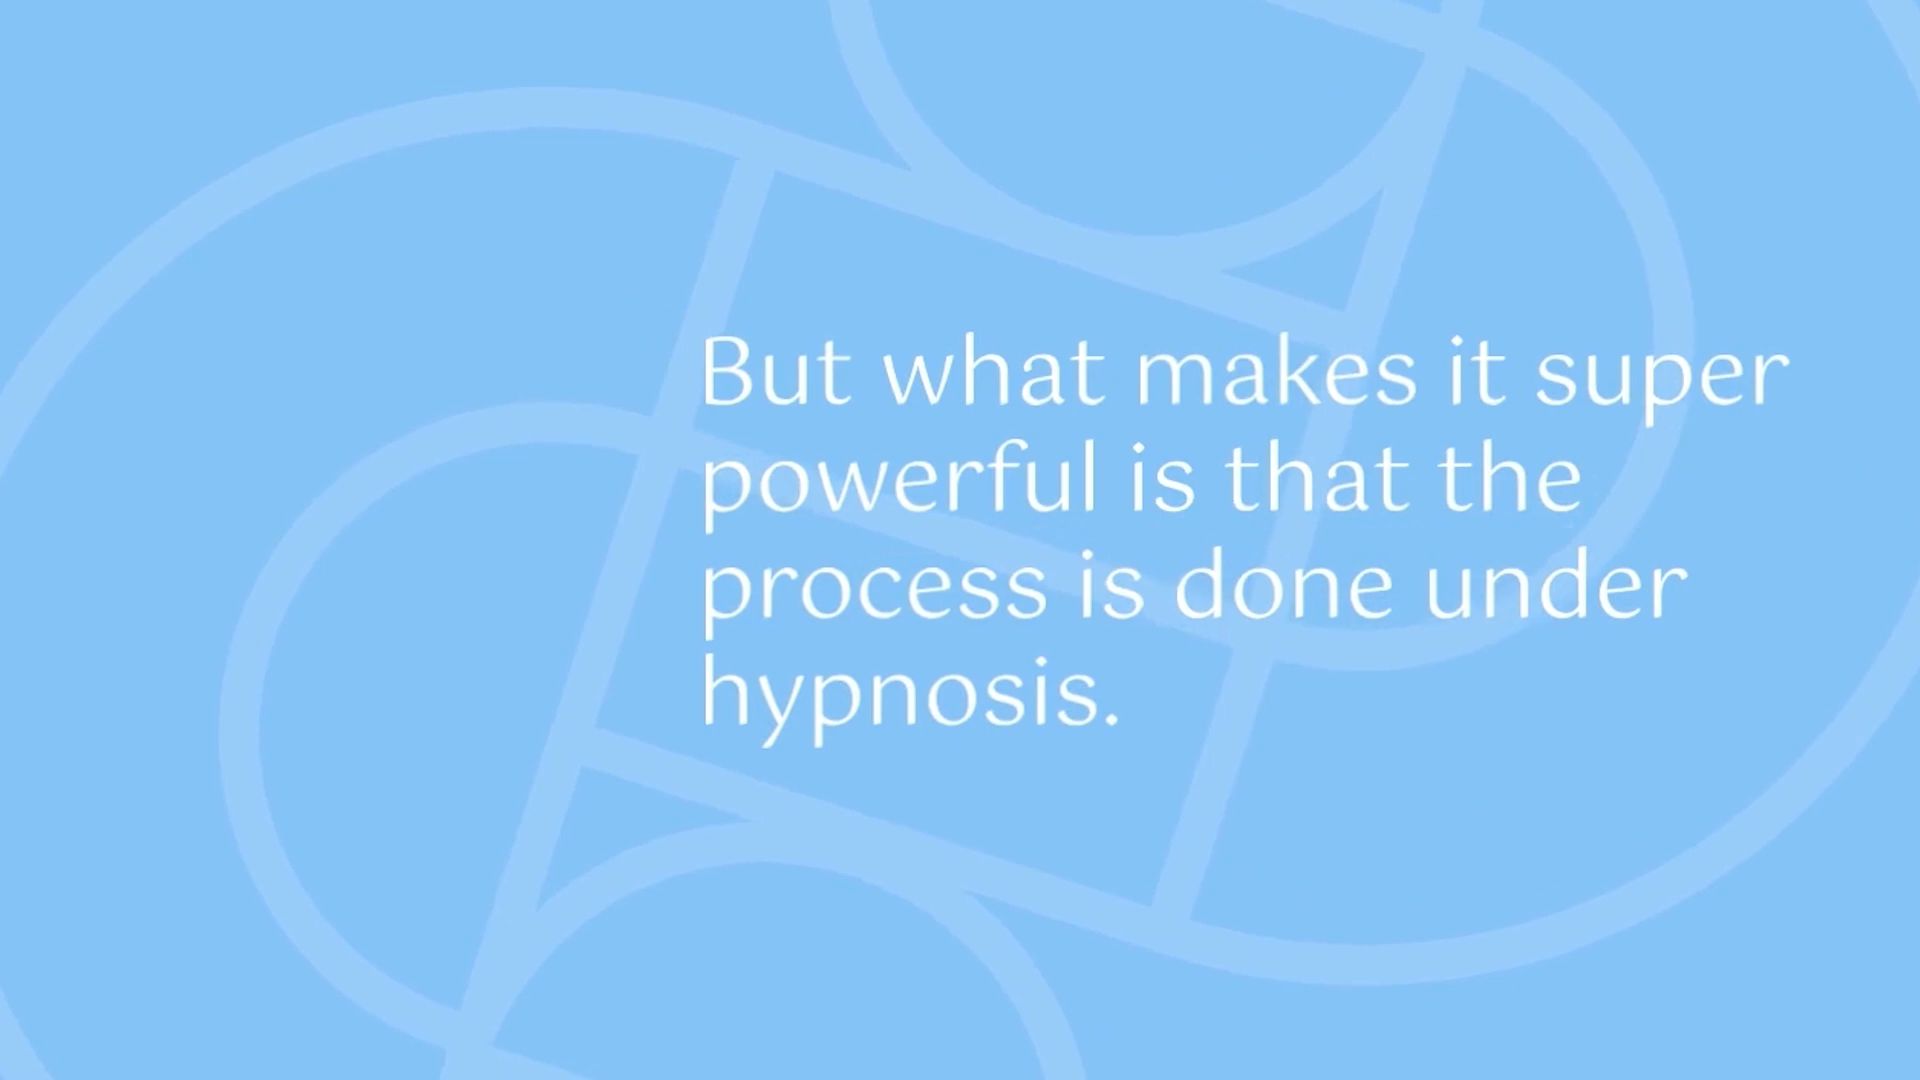 But what makes it super
powerful is that the
process is done under
hypnosis.